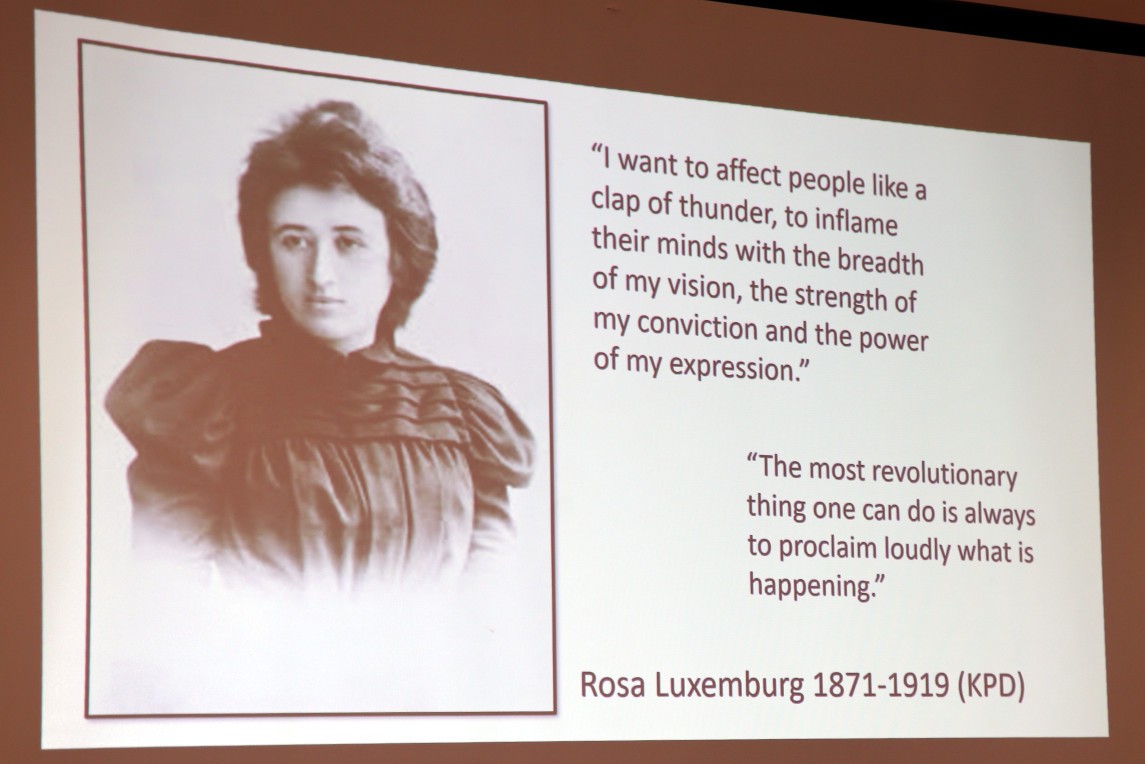 “I want to affect people like a
clap of thunder, to inflame
their minds with the breadth
of my vision, the strength of
my conviction and the power
of my expression.”
“The most revolutionary
thing one can do is always
to proclaim loudly what is
happening.”
Rosa Luxemburg 1871-1919 (KPD)